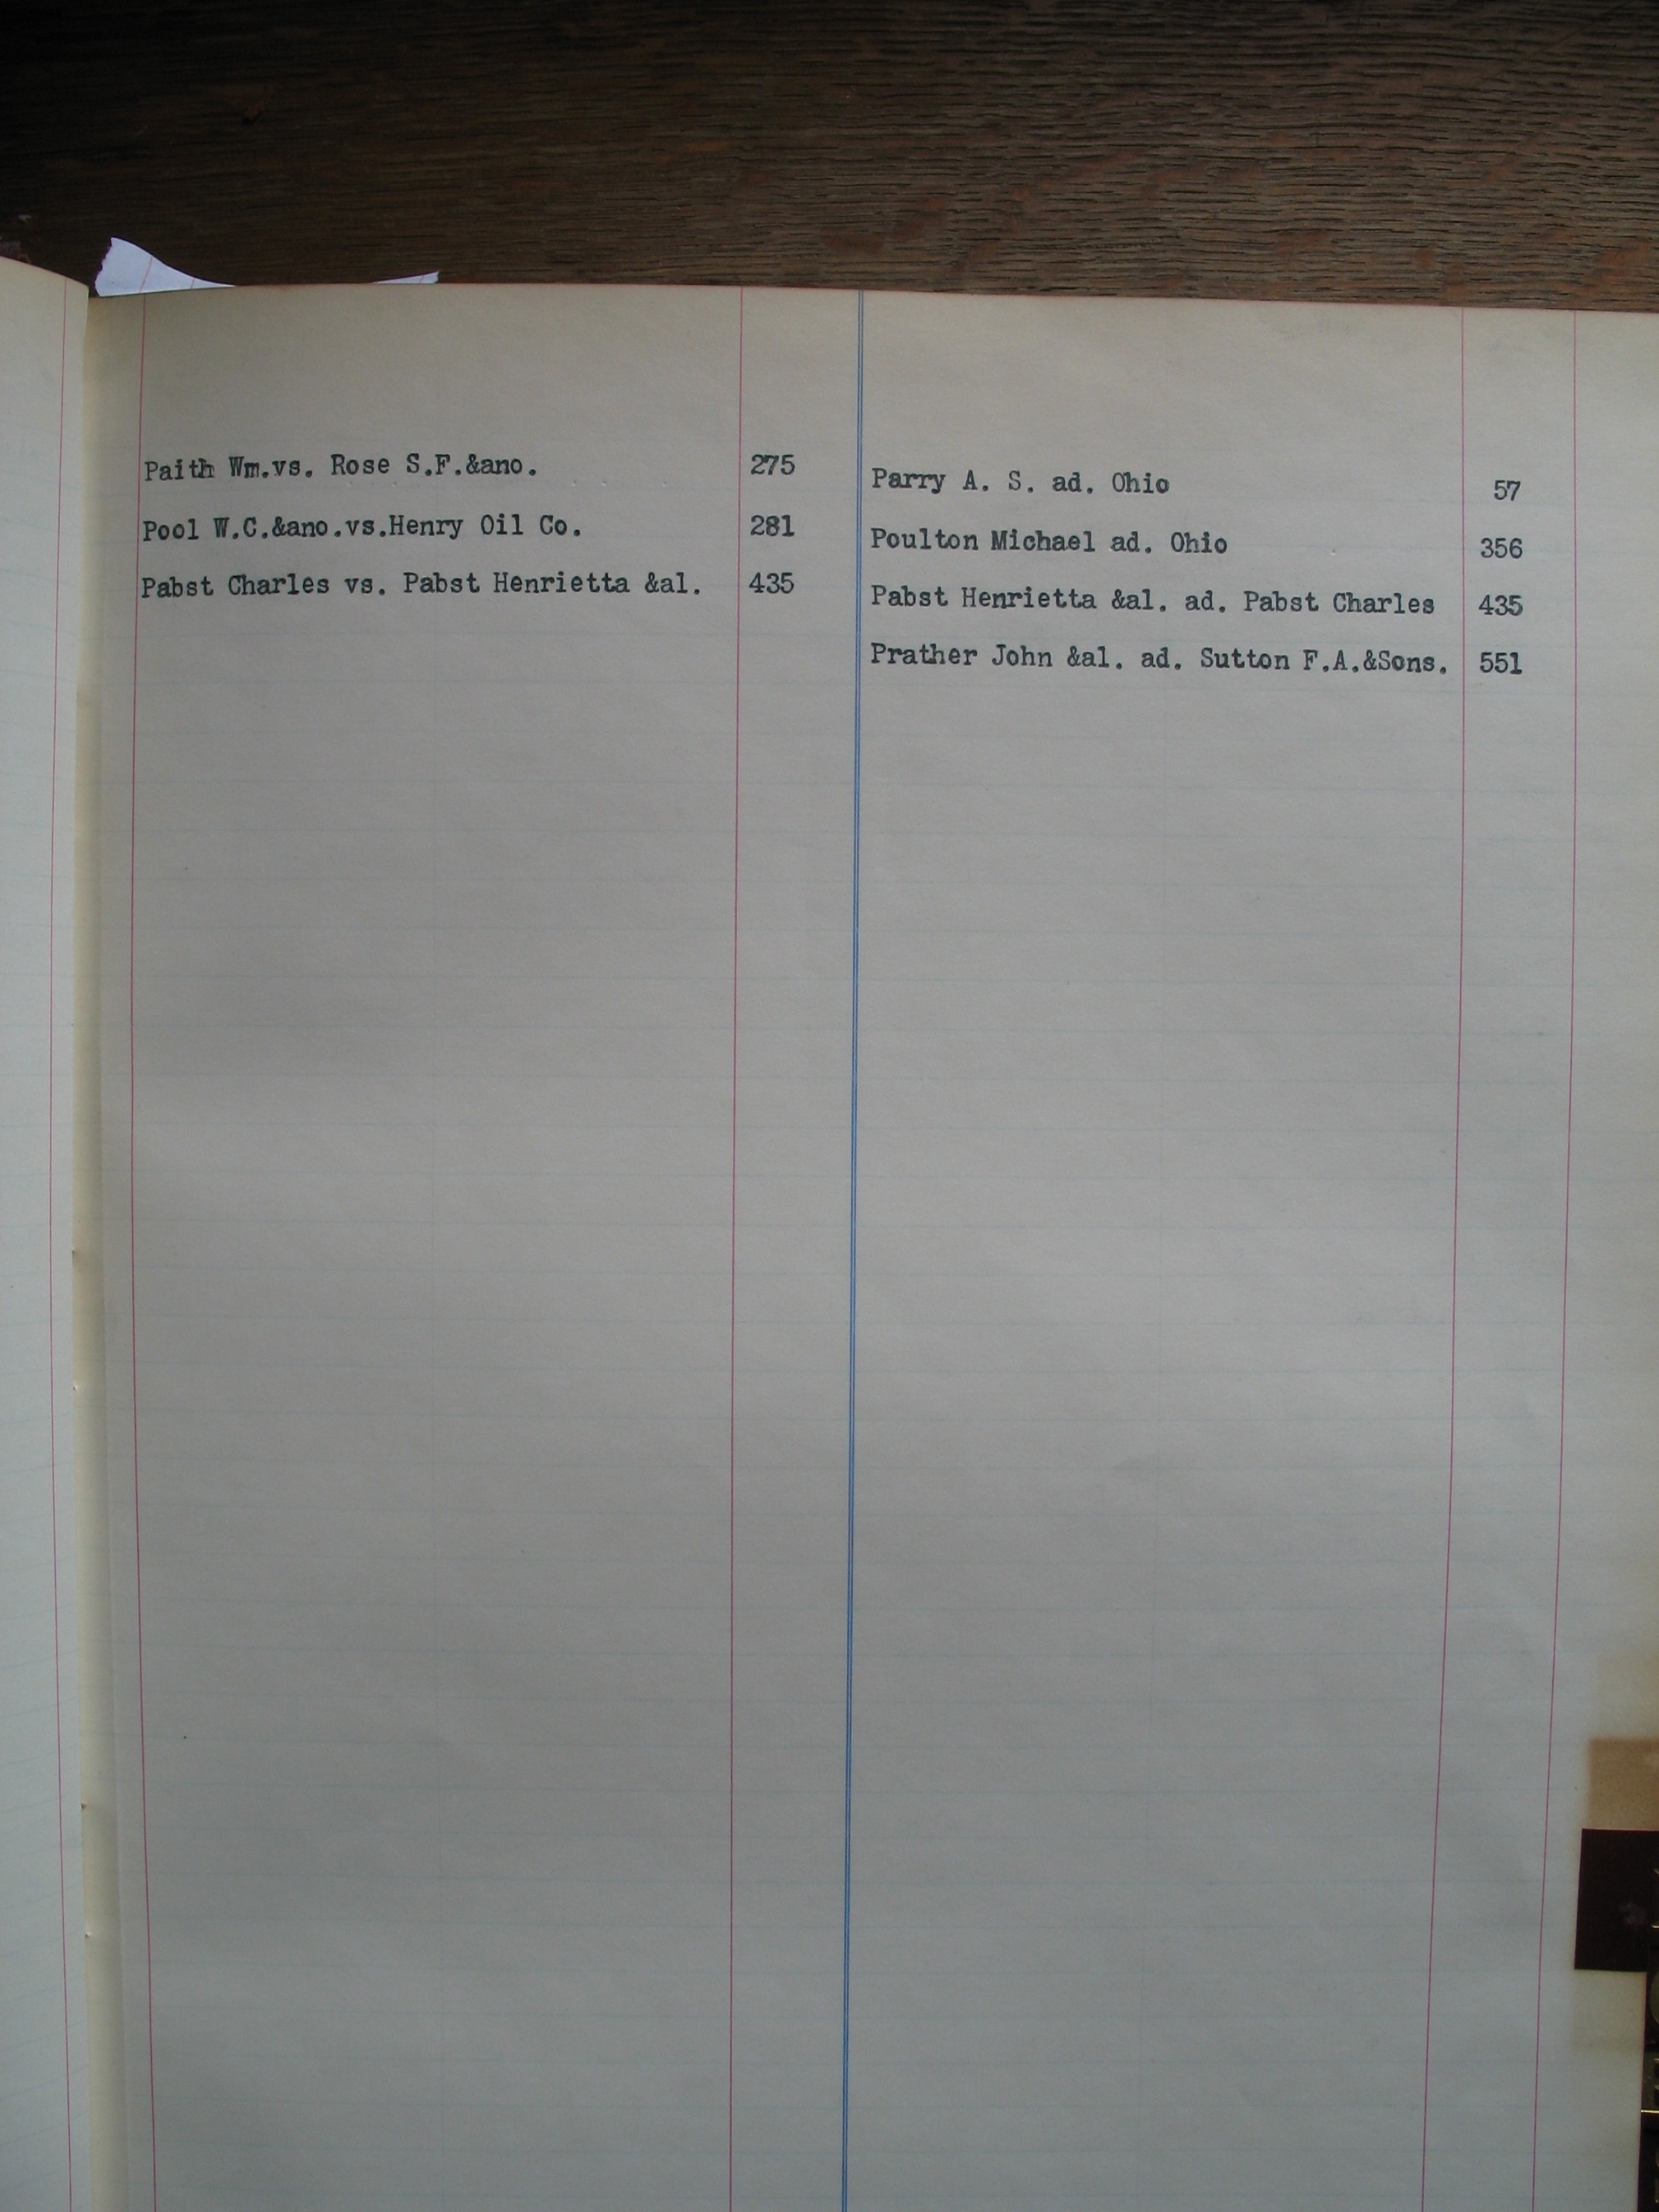 Paith Wm.vs. Rose S.F.&ano. 275
Pool W.C.&ano.vs.Henry Oil Co. 281
Pabst Charles vs. Pabst Henrietta &al. 435
Parry A. S. ad. Ohio 57
Poulton Michael ad. Ohio 356
Pabst Henrietta &al. ad. Pabst Charles 435
Prather John &al. ad. Sutton F.A.&Sons. 551